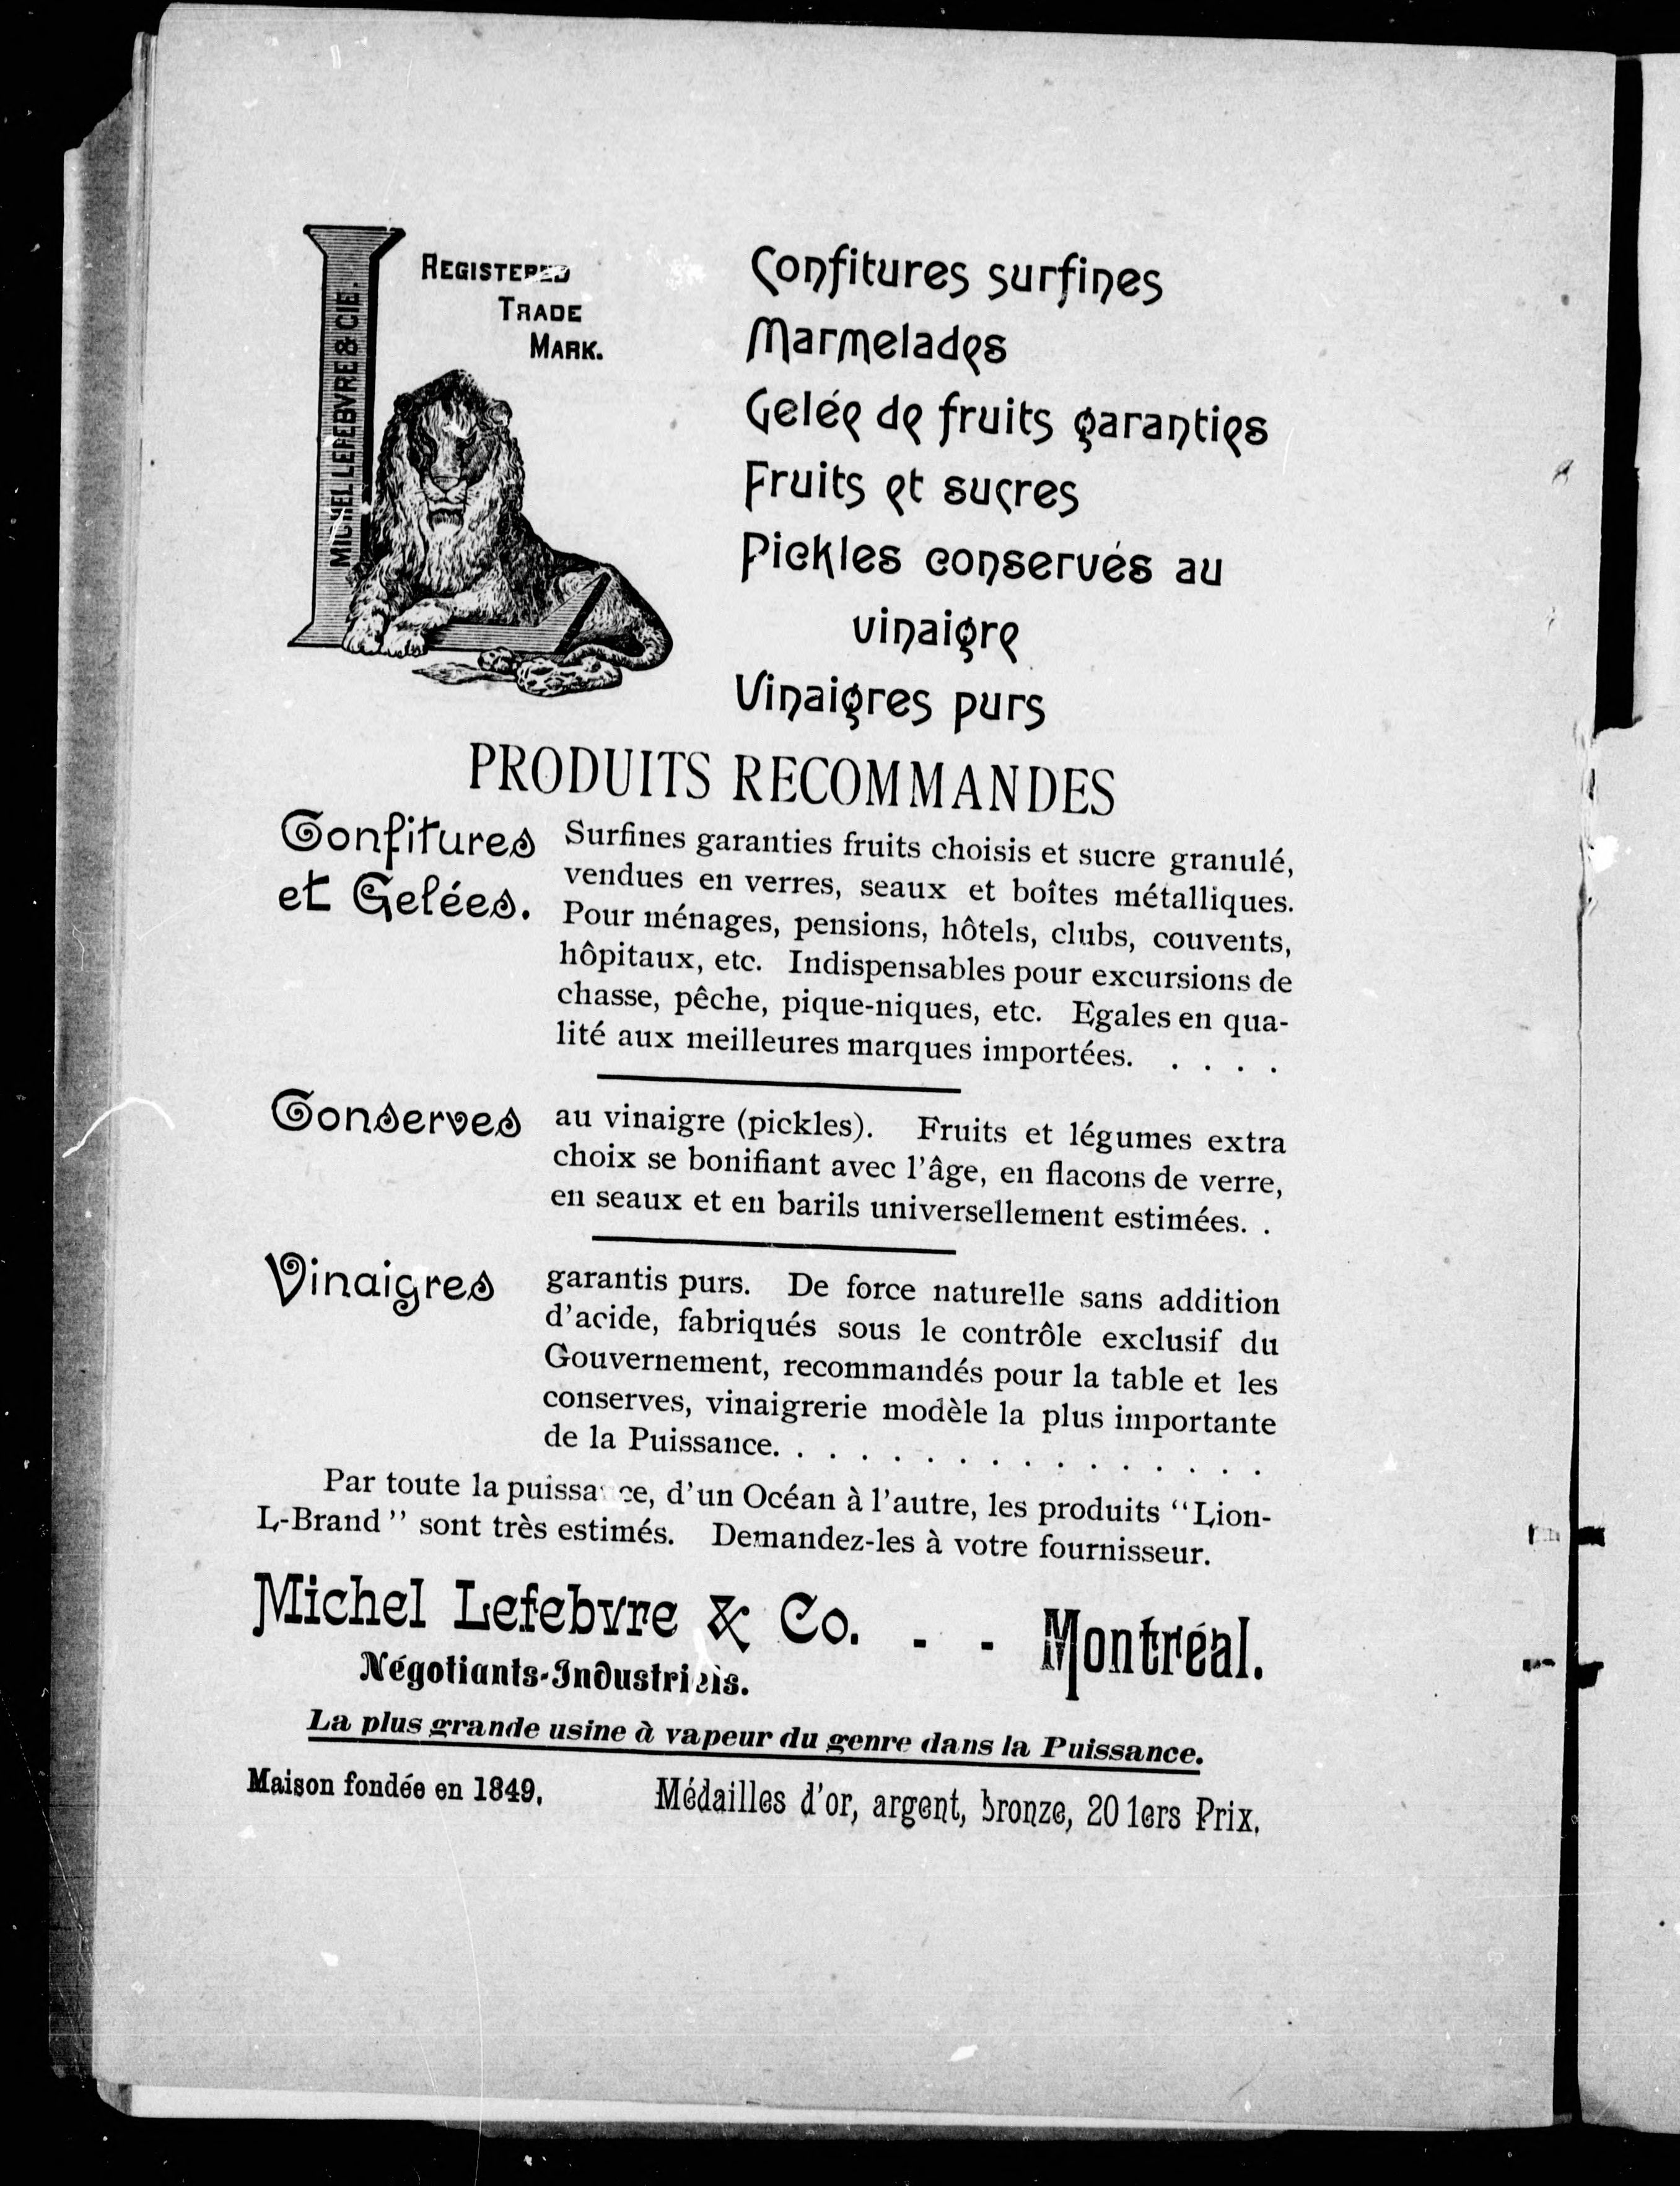 REGISTERED
TRADE
MARK.
MICHEL LEFEBVRE & CIE.
Confitures surfines
Marmelades
Gelée de fruits garanties
Fruits et sucres
Pickles conservés au
vinaigre
Vinaigres purs
PRODUITS RECOMMANDES
Confitures
et Gelées.
Surfines garanties fruits choisis et sucre granulé,
vendues en verres, seaux et boîtes métalliques.
Pour ménages, pensions, hôtels, clubs, couvents,
hôpitaux, etc. Indispensables pour excursions de
chasse, pêche, pique-niques, etc. Egales en qua-
lité aux meilleures marques importées. . . . .
Conserves
au vinaigre (pickles). Fruits et légumes extra
choix se bonifiant avec l'âge, en flacons de verre,
en seaux et en barils universellement estimées. .
Vinaigres
garantis purs. De force naturelle sans addition
d'acide, fabriqués sous le contrôle exclusif du
Gouvernement, recommandés pour la table et les
conserves, vinaigrerie modèle la plus importante
de la Puissance. . . . . . . . . . . . . . . .
Par toute la puissance, d'un Océan à l'autre, les produits "Lion-
L-Brand" sont très estimés. Demandez-les à votre fournisseur.
Michel Lefebvre & Co. - - Montréal.
Négotiants-Industriels.
La plus grande usine à vapeur du genre dans la Puissance.
Maison fondée en 1849. Médailles d'or, argent, bronze, 20 1ers Prix.